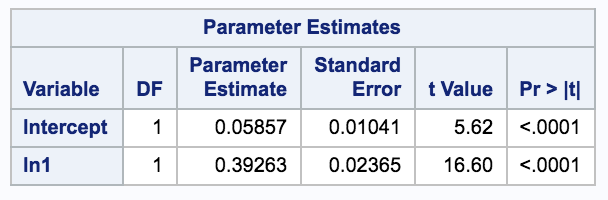 Parameter Estimates
Variable DF Parameter Estimate Standard Error t Value Pr > |t|
Intercept 1 0.05857 0.01041 5.62 <.0001
ln1 1 0.39263 0.02365 16.60 <.0001